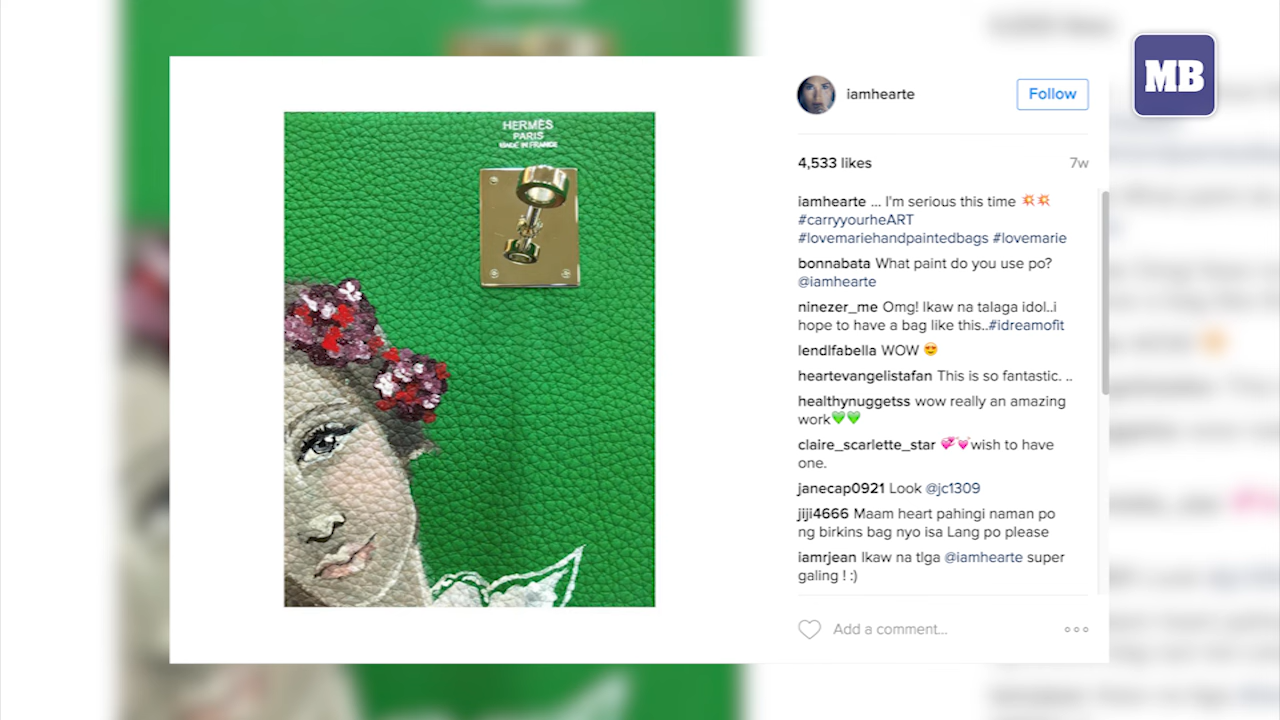 MB
HERMÈS
PARIS
MADE IN FRANCE
iamhearte
Follow
4,533 likes
7w
iamhearte ... I'm serious this time 💥💥
#carryyourheART
#lovemariehandpaintedbags #lovemarie
bonnabata What paint do you use po?
@iamhearte
ninezer_me Omg! Ikaw na talaga idol..i
hope to have a bag like this..#idreamofit
lendlfabella WOW 😍
heartevangelistafan This is so fantastic. ..
healthynuggetss wow really an amazing
work💚💚
claire_scarlette_star 💞💓wish to have
one.
janecap0921 Look @jc1309
jiji4666 Maam heart pahingi naman po
ng birkins bag nyo isa Lang po please
iamrjean Ikaw na tlga @iamhearte super
galing ! :)
Add a comment...